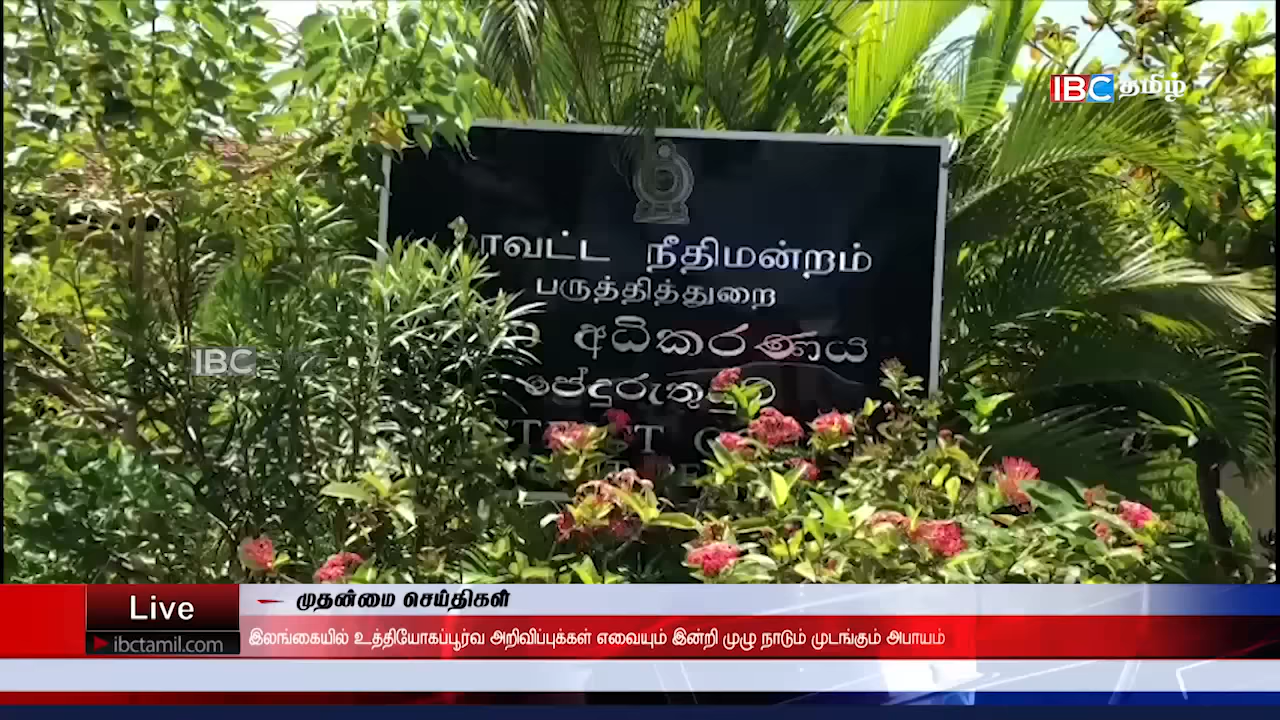 IBC தமிழ்
ாவட்ட நீதிமன்றம்
பருத்தித்துறை
අධිකරණය
පේදුරුතුඩුව
IBC
Live
முதன்மை செய்திகள்
ibctamil.com
இலங்கையில் உத்தியோகப்பூர்வ அறிவிப்புக்கள் எவையும் இன்றி முழு நாடும் முடங்கும் அபாயம்